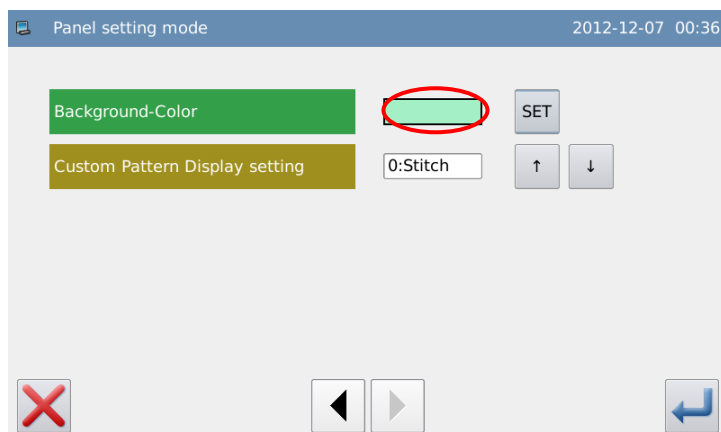 Panel setting mode 2012-12-07 00:36
Background-Color SET
Custom Pattern Display setting 0:Stitch ↑ ↓